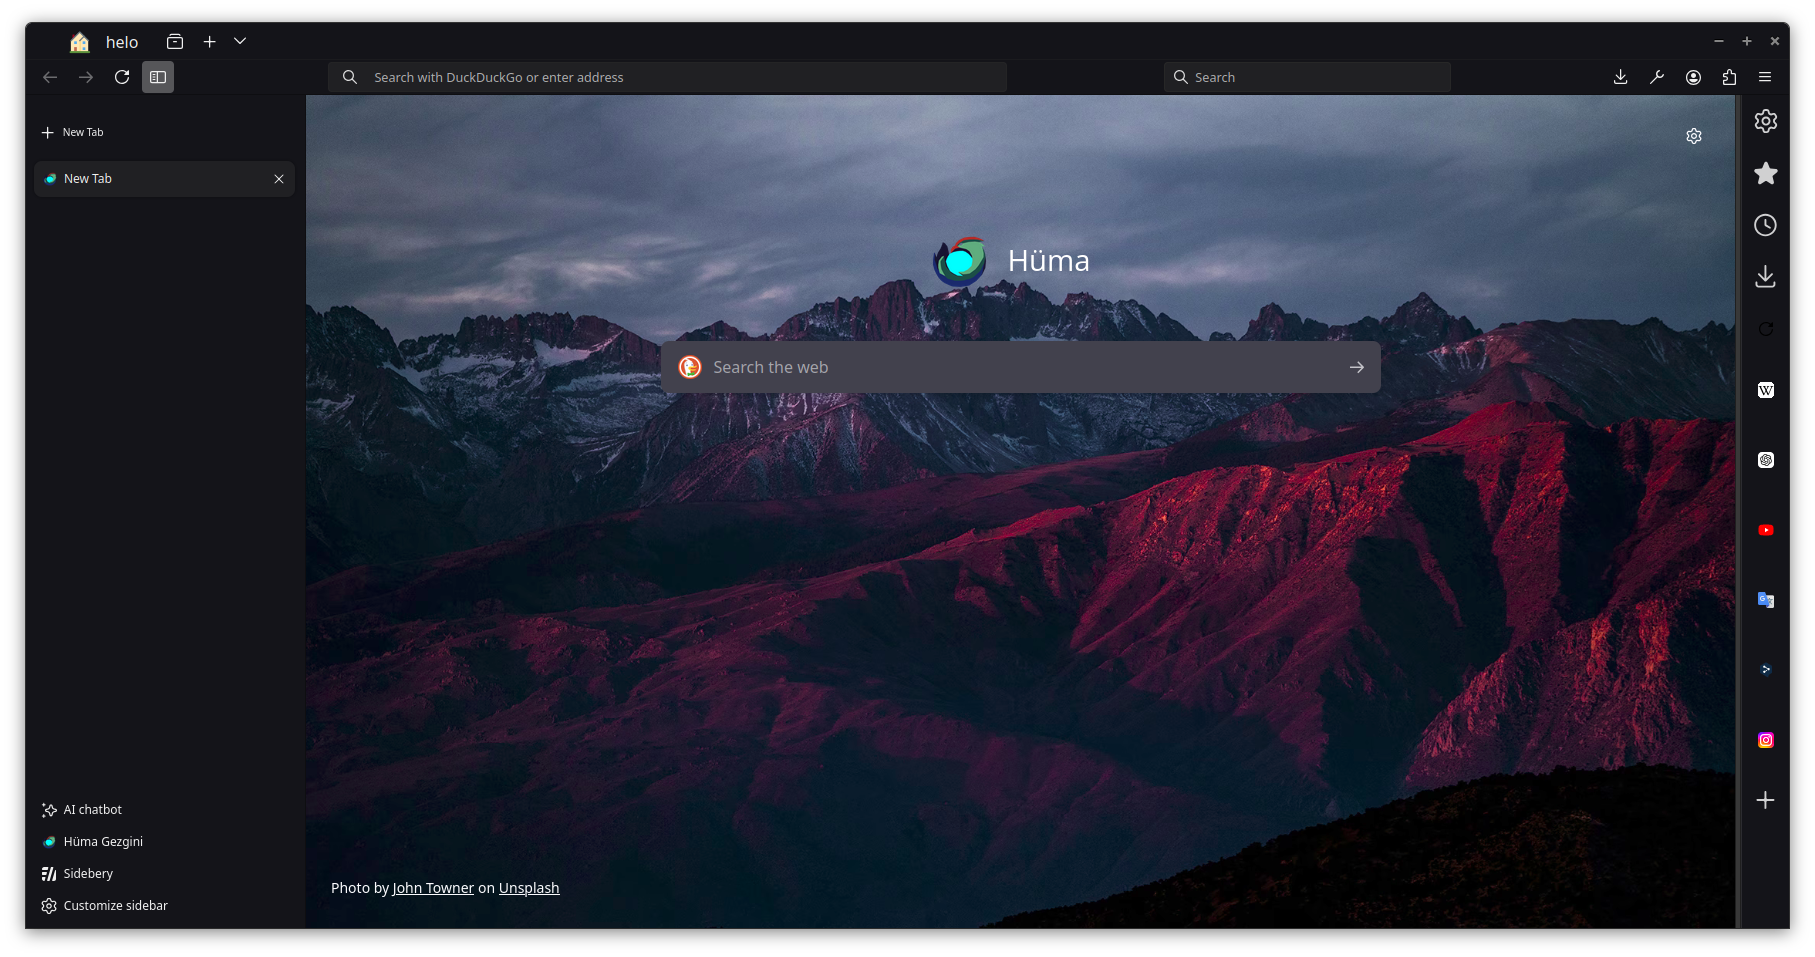 helo
Search with DuckDuckGo or enter address
Search
New Tab
New Tab
Hüma
Search the web
AI chatbot
Hüma Gezgini
Sidebery
Customize sidebar
Photo by John Towner on Unsplash